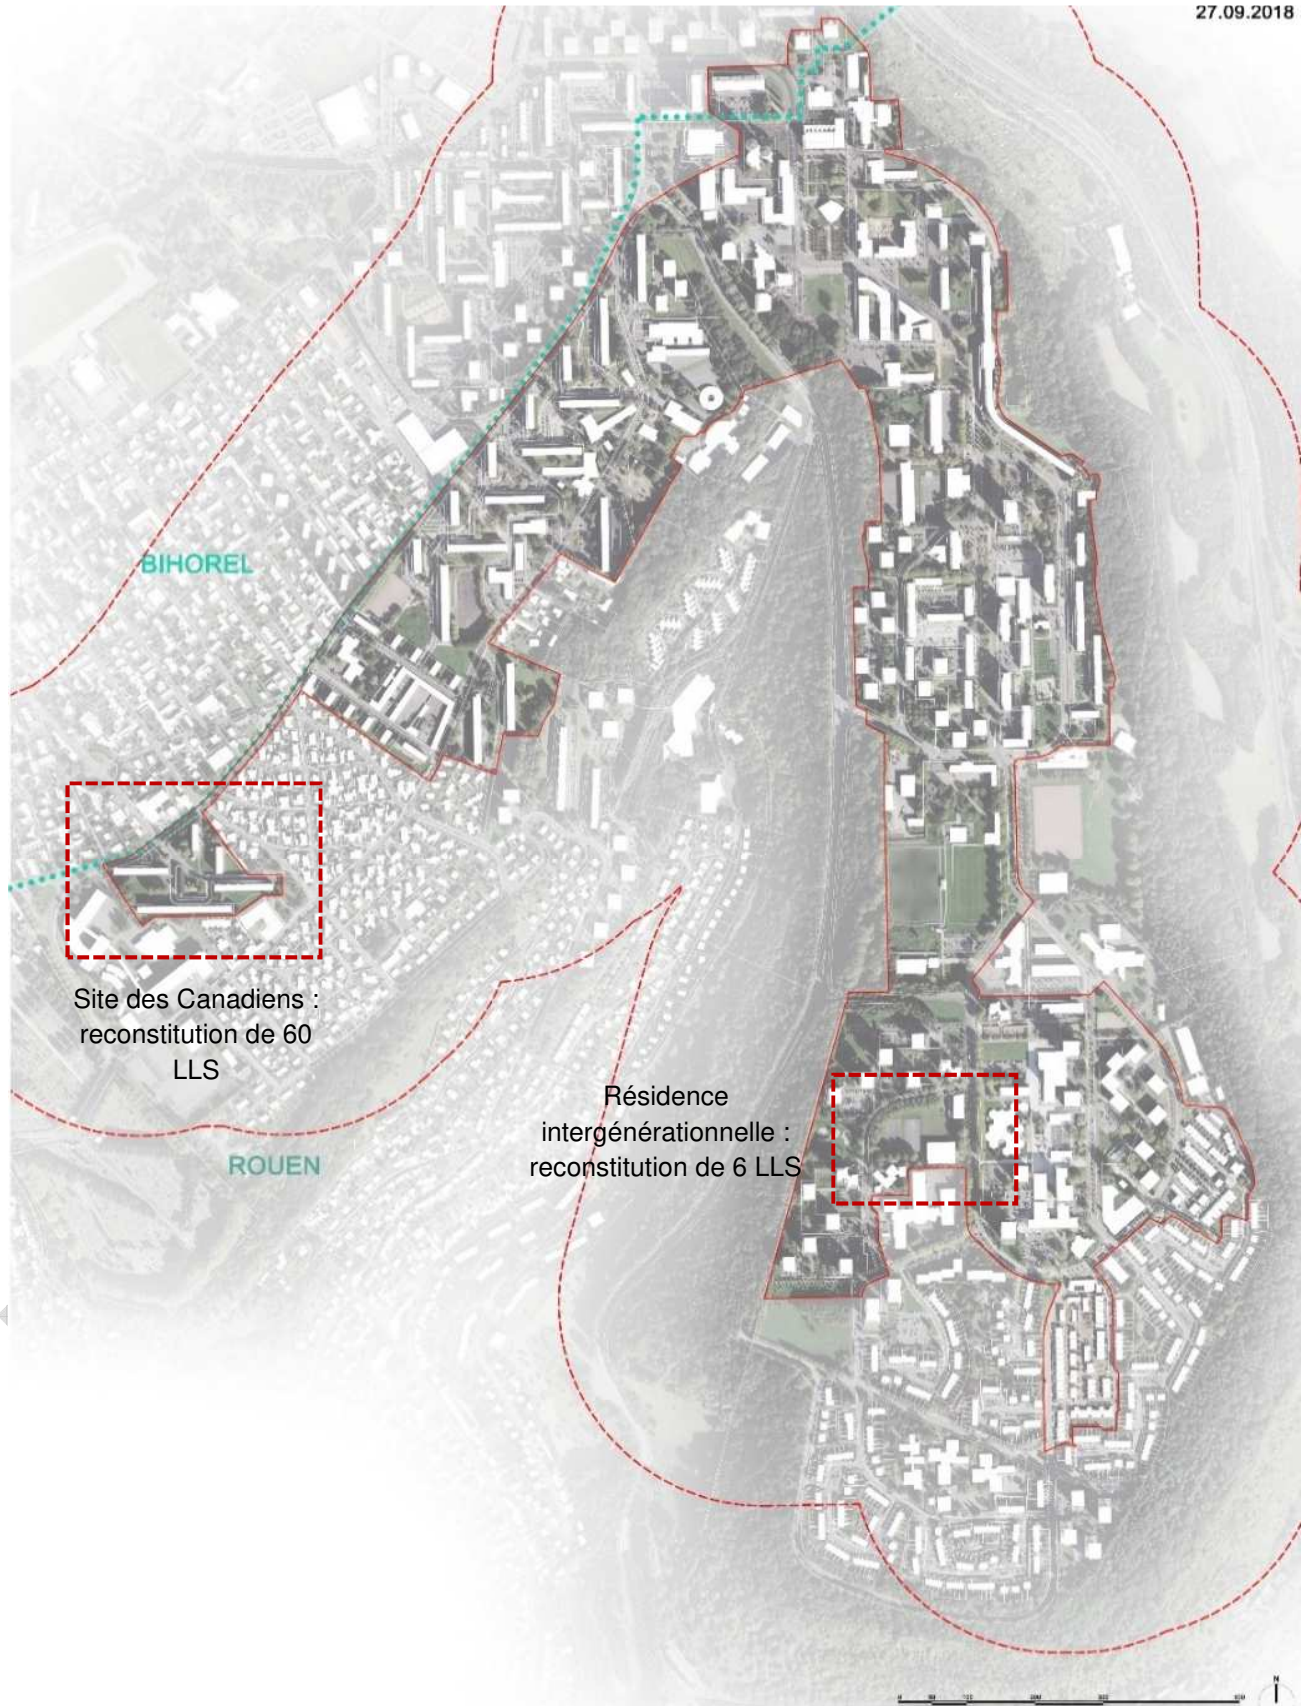 27.09.2018
BIHOREL
Site des Canadiens :
reconstitution de 60
LLS
Résidence
intergénérationnelle :
reconstitution de 6 LLS
ROUEN
N